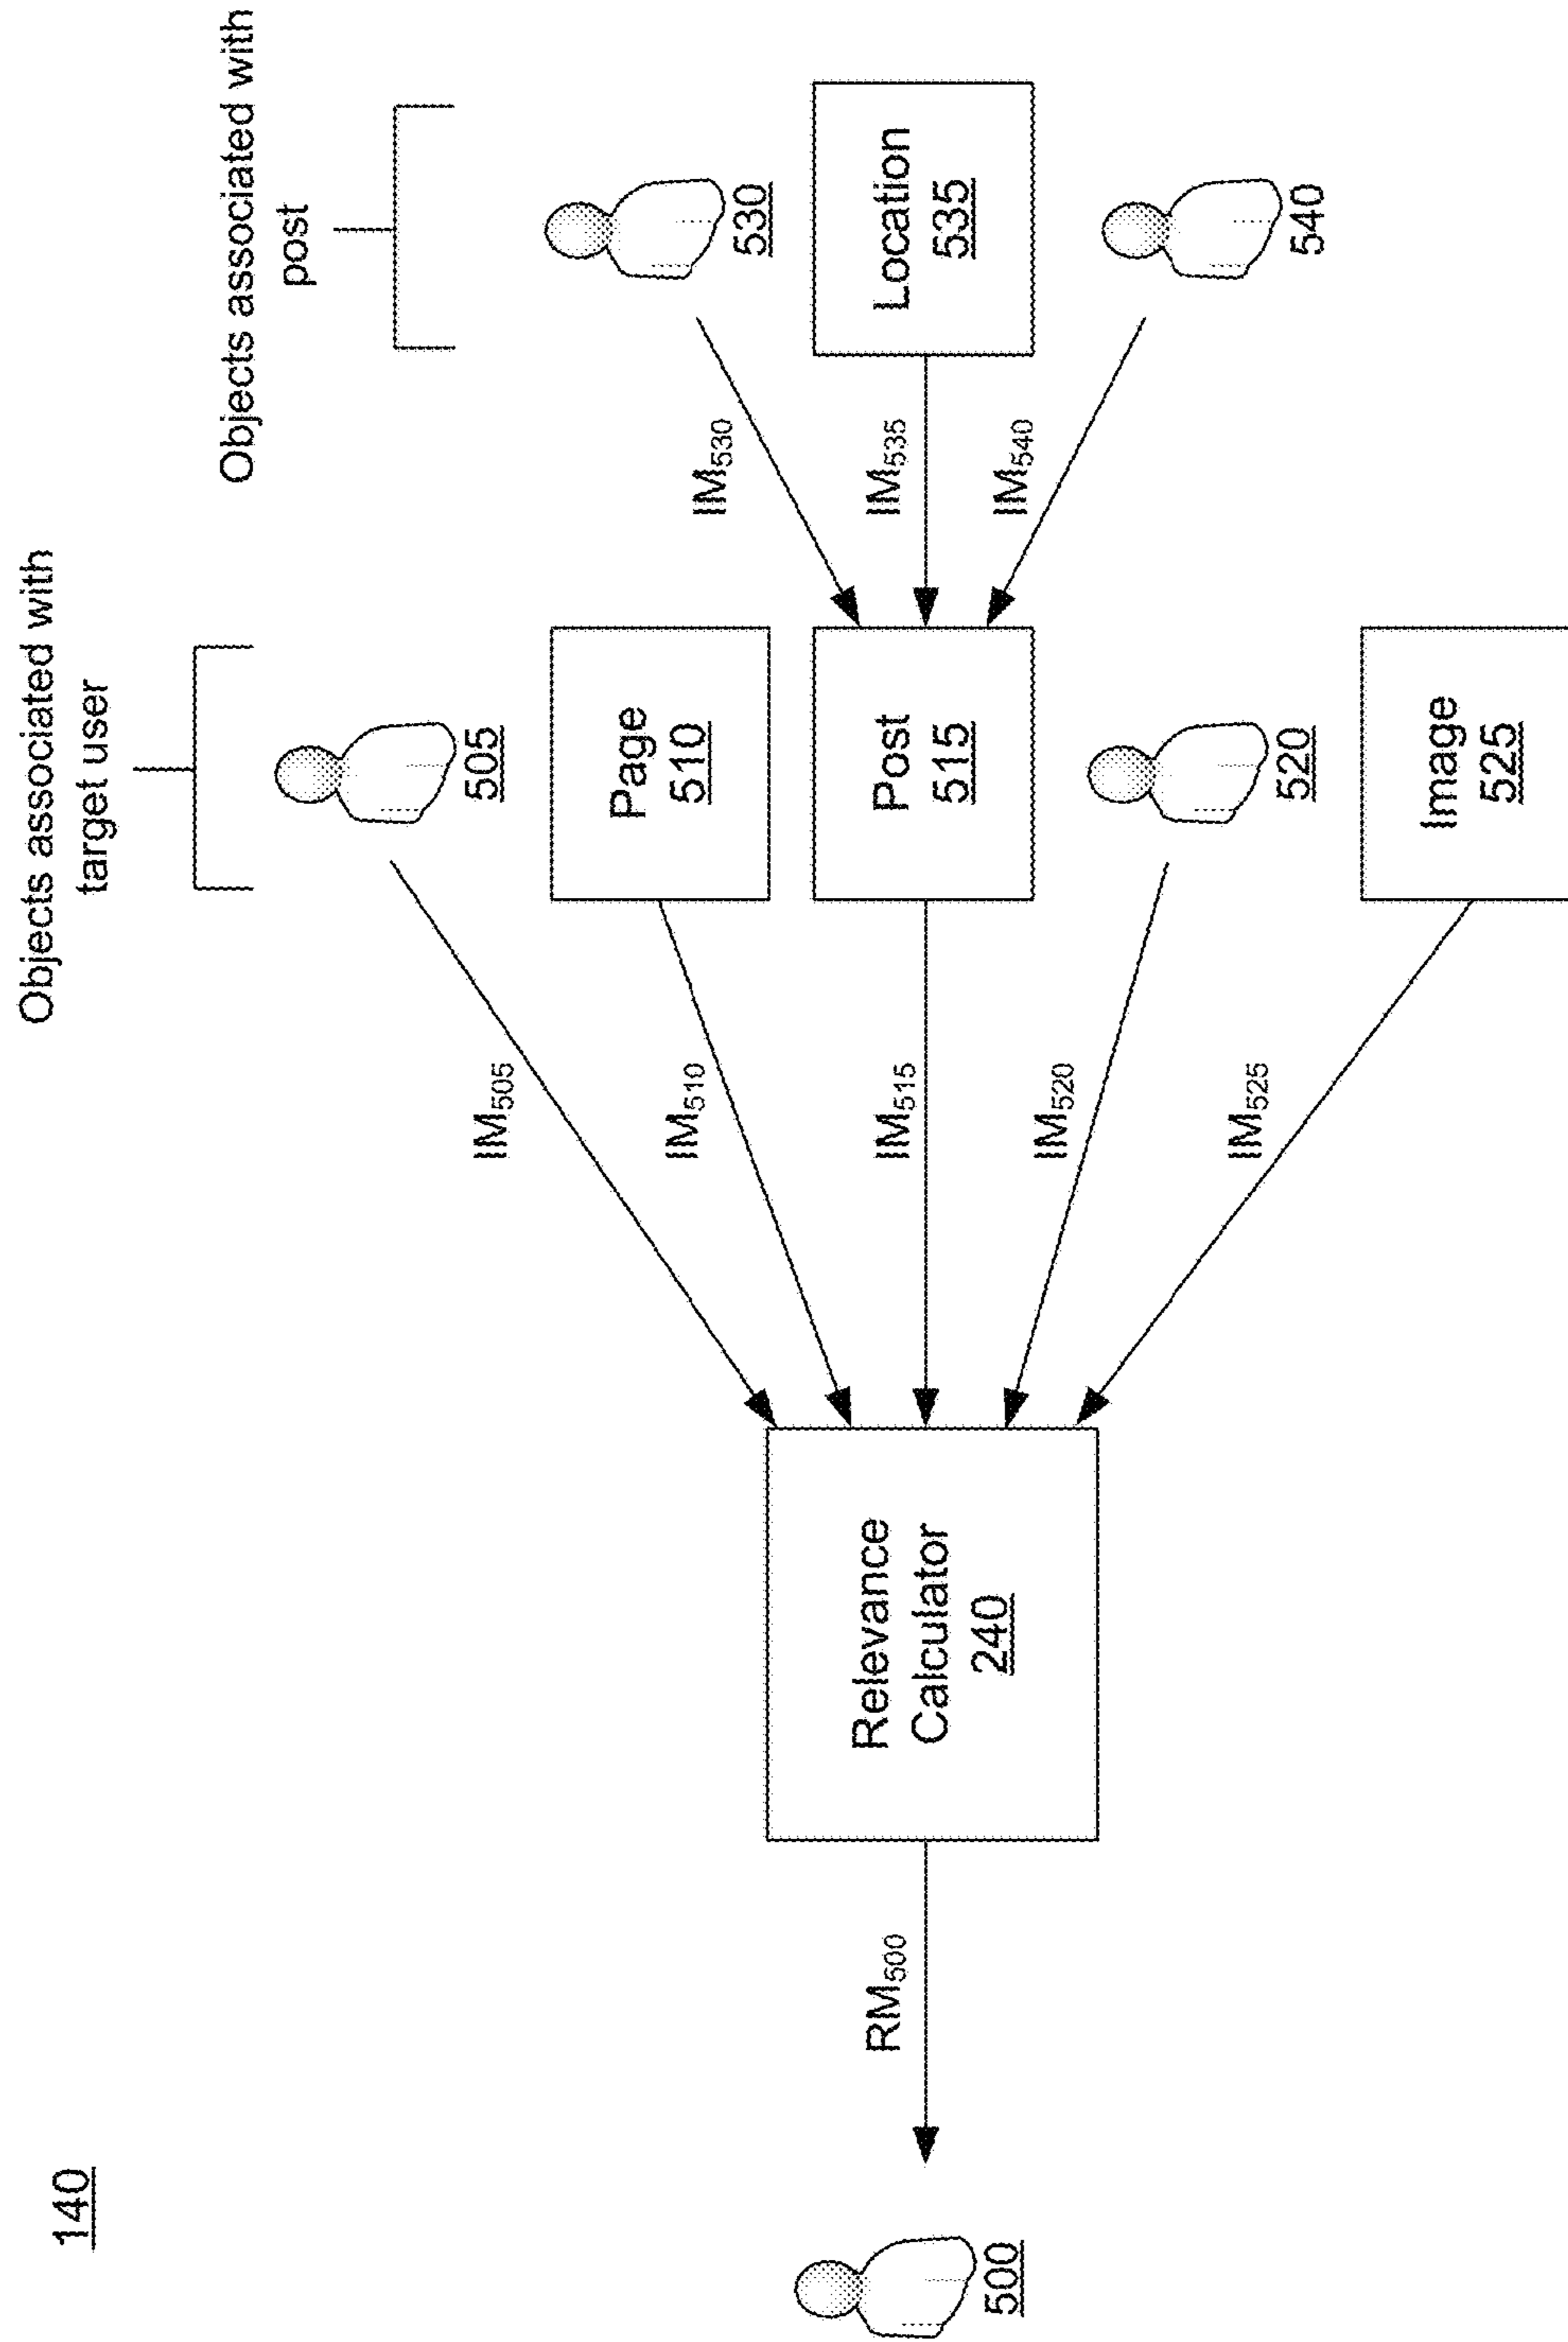 140
Objects associated with
target user
Objects associated with
post
505
IM505
Page
510
IM510
530
IM530
500
RM500
Relevance
Calculator
240
IM515
Post
515
IM535
Location
535
IM520
520
IM540
540
IM525
Image
525